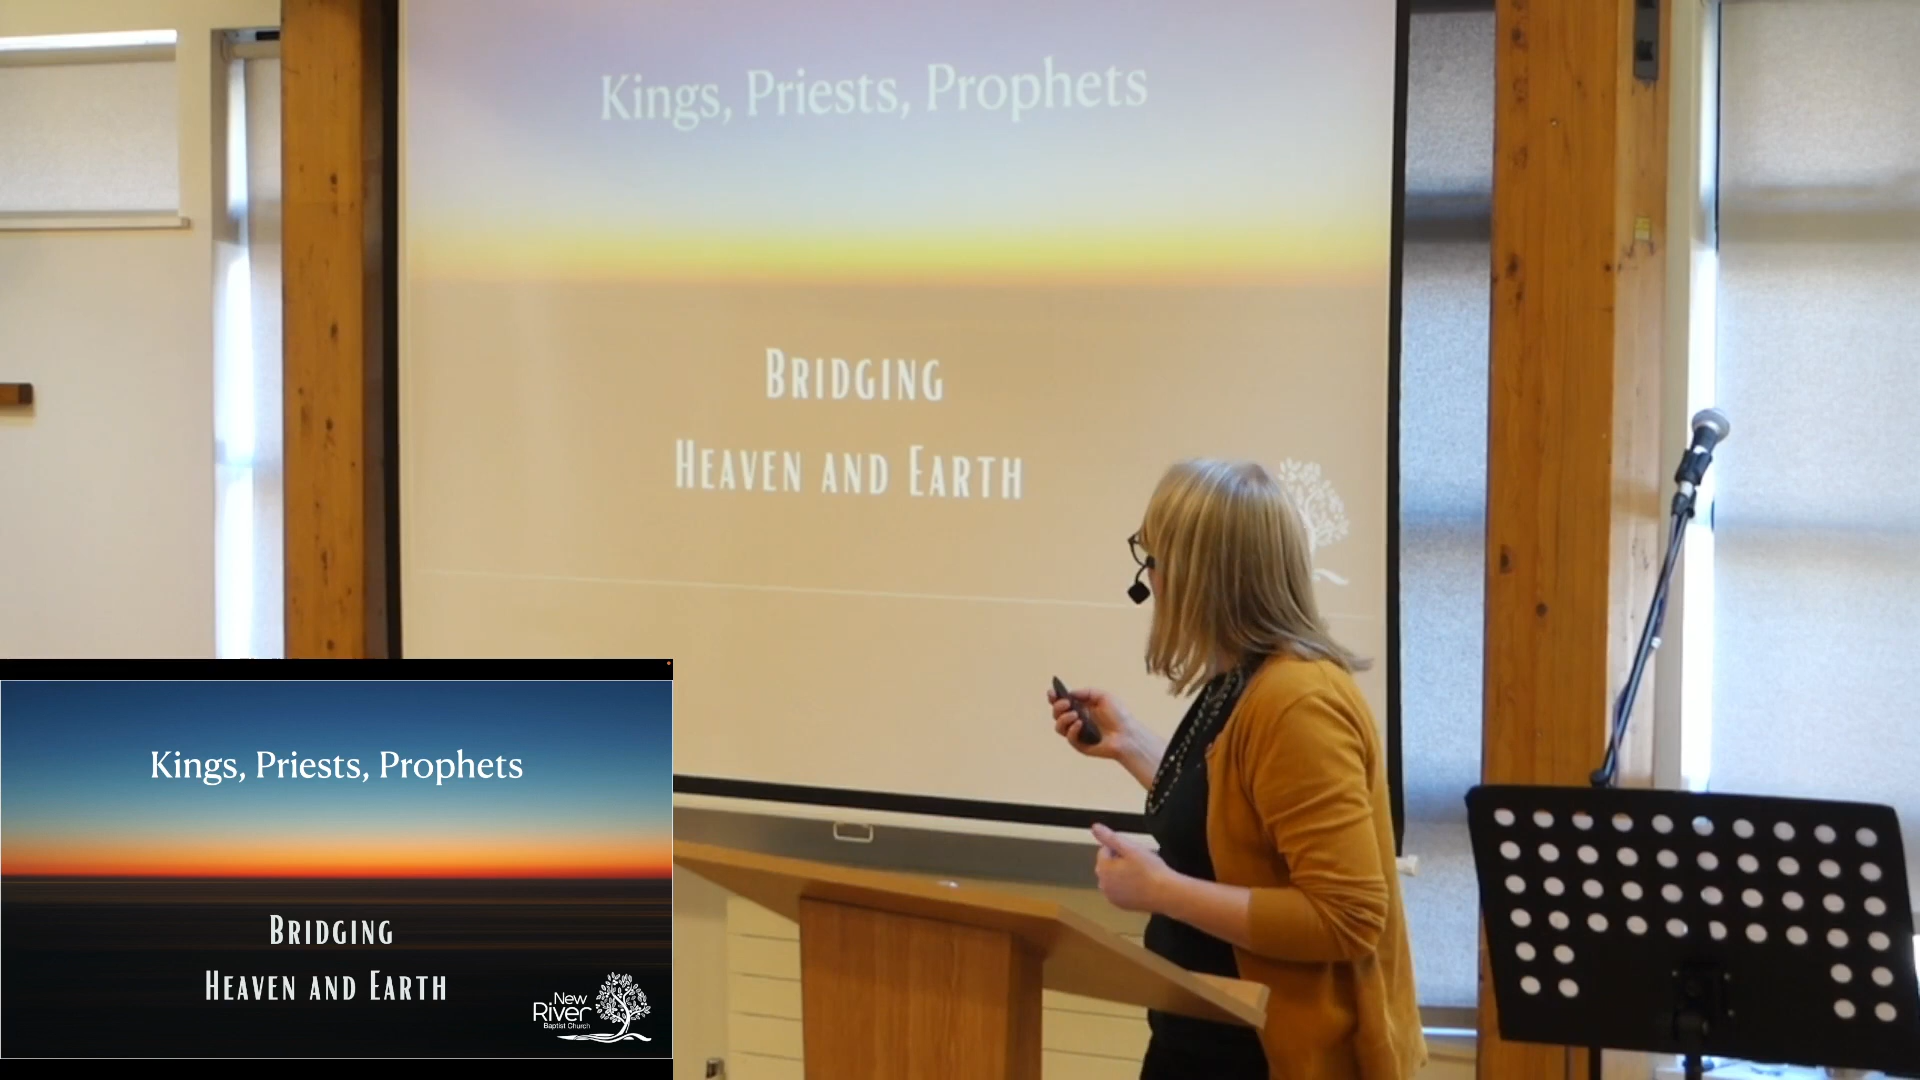 Kings, Priests, Prophets
Bridging
Heaven and Earth
Kings, Priests, Prophets
Bridging
Heaven and Earth
New
River
Baptist Church